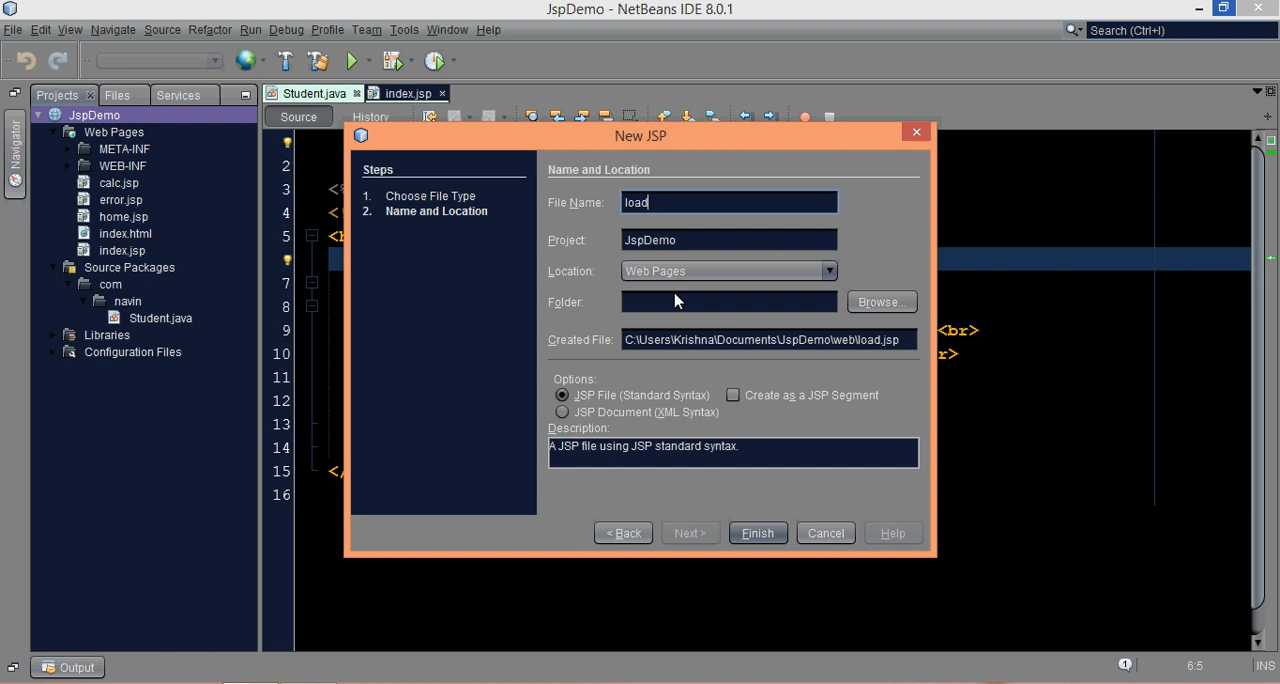 JspDemo - NetBeans IDE 8.0.1
File Edit View Navigate Source Refactor Run Debug Profile Team Tools Window Help
Search (Ctrl+I)
Projects Files Services
Student.java index.jsp
Source History
Navigator
JspDemo
Web Pages
META-INF
WEB-INF
calc.jsp
error.jsp
home.jsp
index.html
index.jsp
Source Packages
com
navin
Student.java
Libraries
Configuration Files
2
3 <%
4 <!
5 <h
7
8
9 <br>
10 r>
11
12
13
14
15 </
16
New JSP
Steps
1. Choose File Type
2. Name and Location
Name and Location
File Name: load
Project: JspDemo
Location: Web Pages
Folder: Browse...
Created File: C:\Users\Krishna\Documents\JspDemo\web\load.jsp
Options:
JSP File (Standard Syntax) Create as a JSP Segment
JSP Document (XML Syntax)
Description:
A JSP file using JSP standard syntax.
< Back Next > Finish Cancel Help
Output
1 6:5 INS